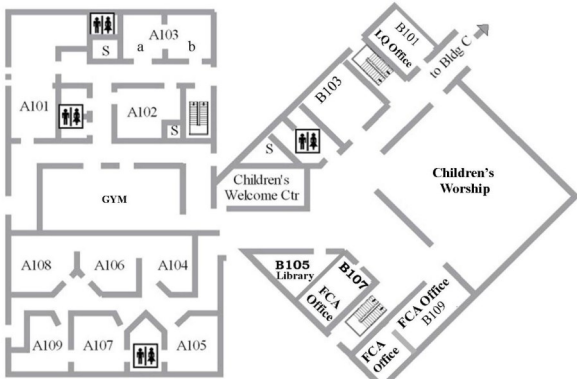 A103
a b
S
A101
A102
S
GYM
A108
A106
A104
A109
A107
A105
B101
LQ Office
to Bldg C
B103
S
Children's
Welcome Ctr
Children's
Worship
B105
Library
B107
FCA
Office
FCA Office
B109
FCA
Office